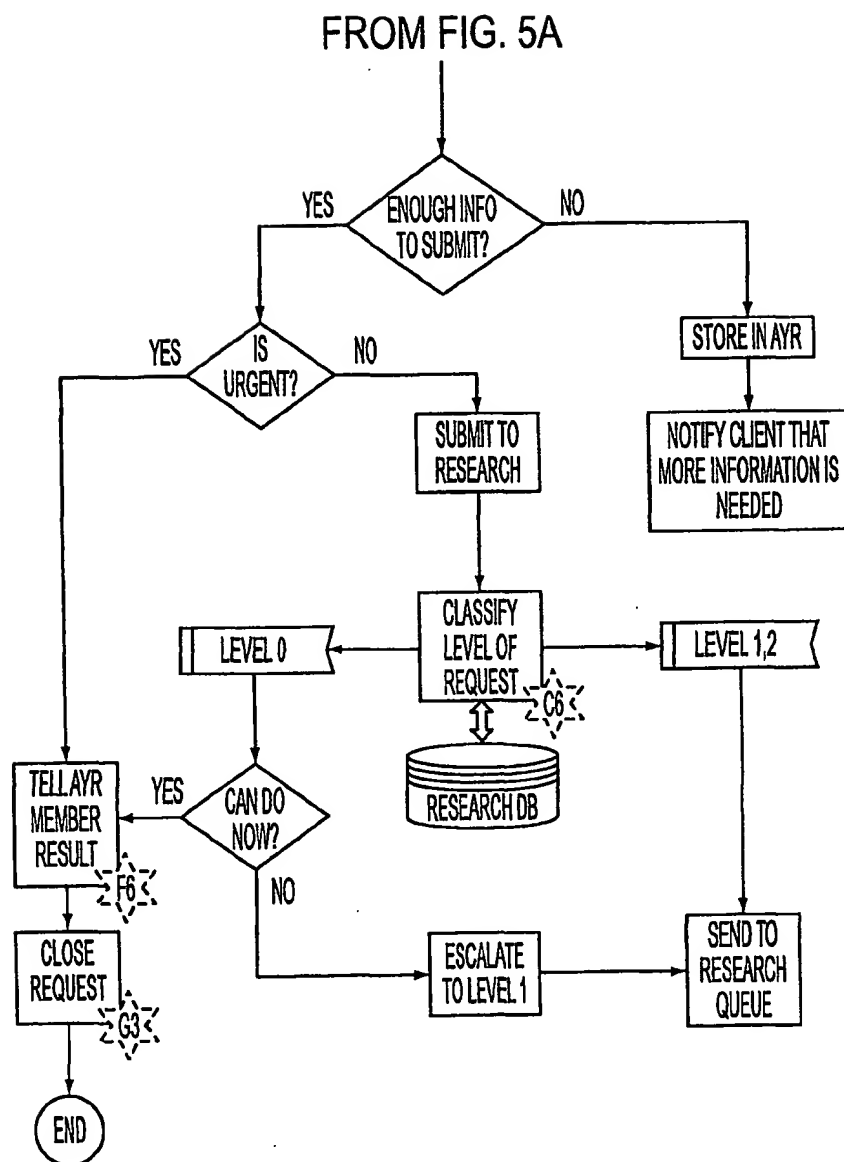 FROM FIG. 5A
YES
ENOUGH INFO
TO SUBMIT?
NO
YES
IS
URGENT?
NO
STORE IN AYR
SUBMIT TO
RESEARCH
NOTIFY CLIENT THAT
MORE INFORMATION IS
NEEDED
LEVEL 0
CLASSIFY
LEVEL OF
REQUEST
C6
LEVEL 1,2
RESEARCH DB
TELL AYR
MEMBER
RESULT
F6
YES
CAN DO
NOW?
NO
CLOSE
REQUEST
G3
ESCALATE
TO LEVEL 1
SEND TO
RESEARCH
QUEUE
END